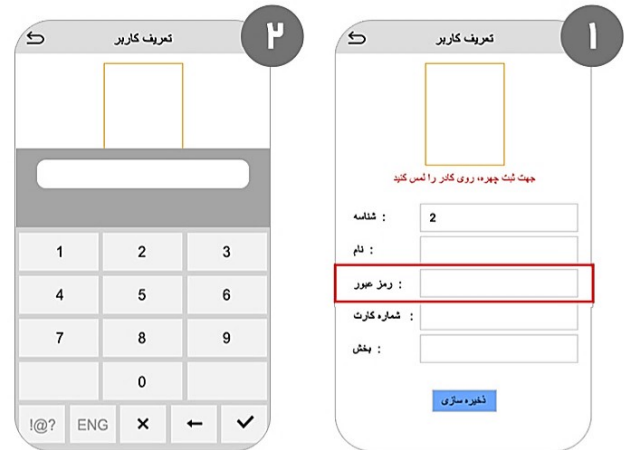 ۱
تعریف کاربر
جهت ثبت چهره، روی کادر را لمس کنید
شناسه :
2
نام :
رمز عبور :
شماره کارت :
بخش :
ذخیره سازی
۲
تعریف کاربر
1 2 3
4 5 6
7 8 9
0
!@? ENG